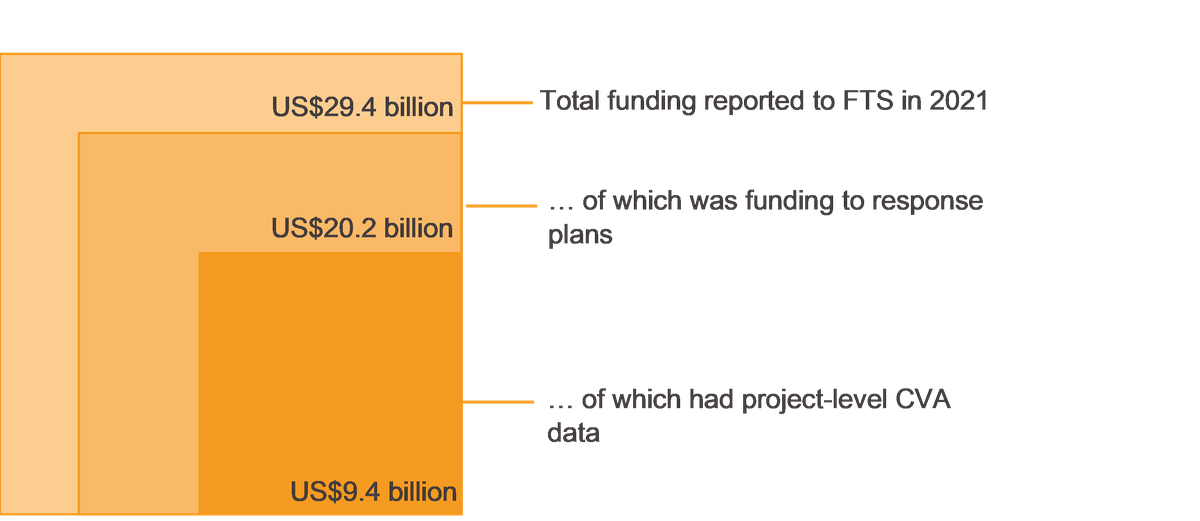 US$29.4 billion
Total funding reported to FTS in 2021
… of which was funding to response
plans
US$20.2 billion
… of which had project-level CVA
data
US$9.4 billion